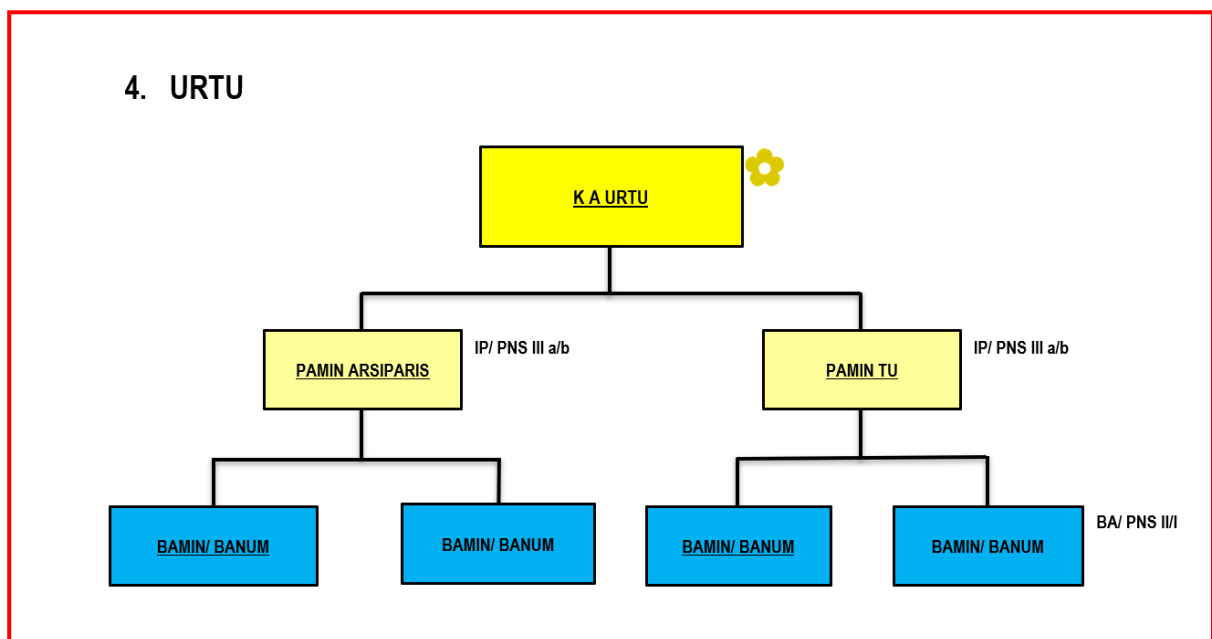 4. URTU
K A URTU
PAMIN ARSIPARIS
IP/ PNS III a/b
PAMIN TU
IP/ PNS III a/b
BAMIN/ BANUM
BAMIN/ BANUM
BAMIN/ BANUM
BAMIN/ BANUM
BA/ PNS II/I